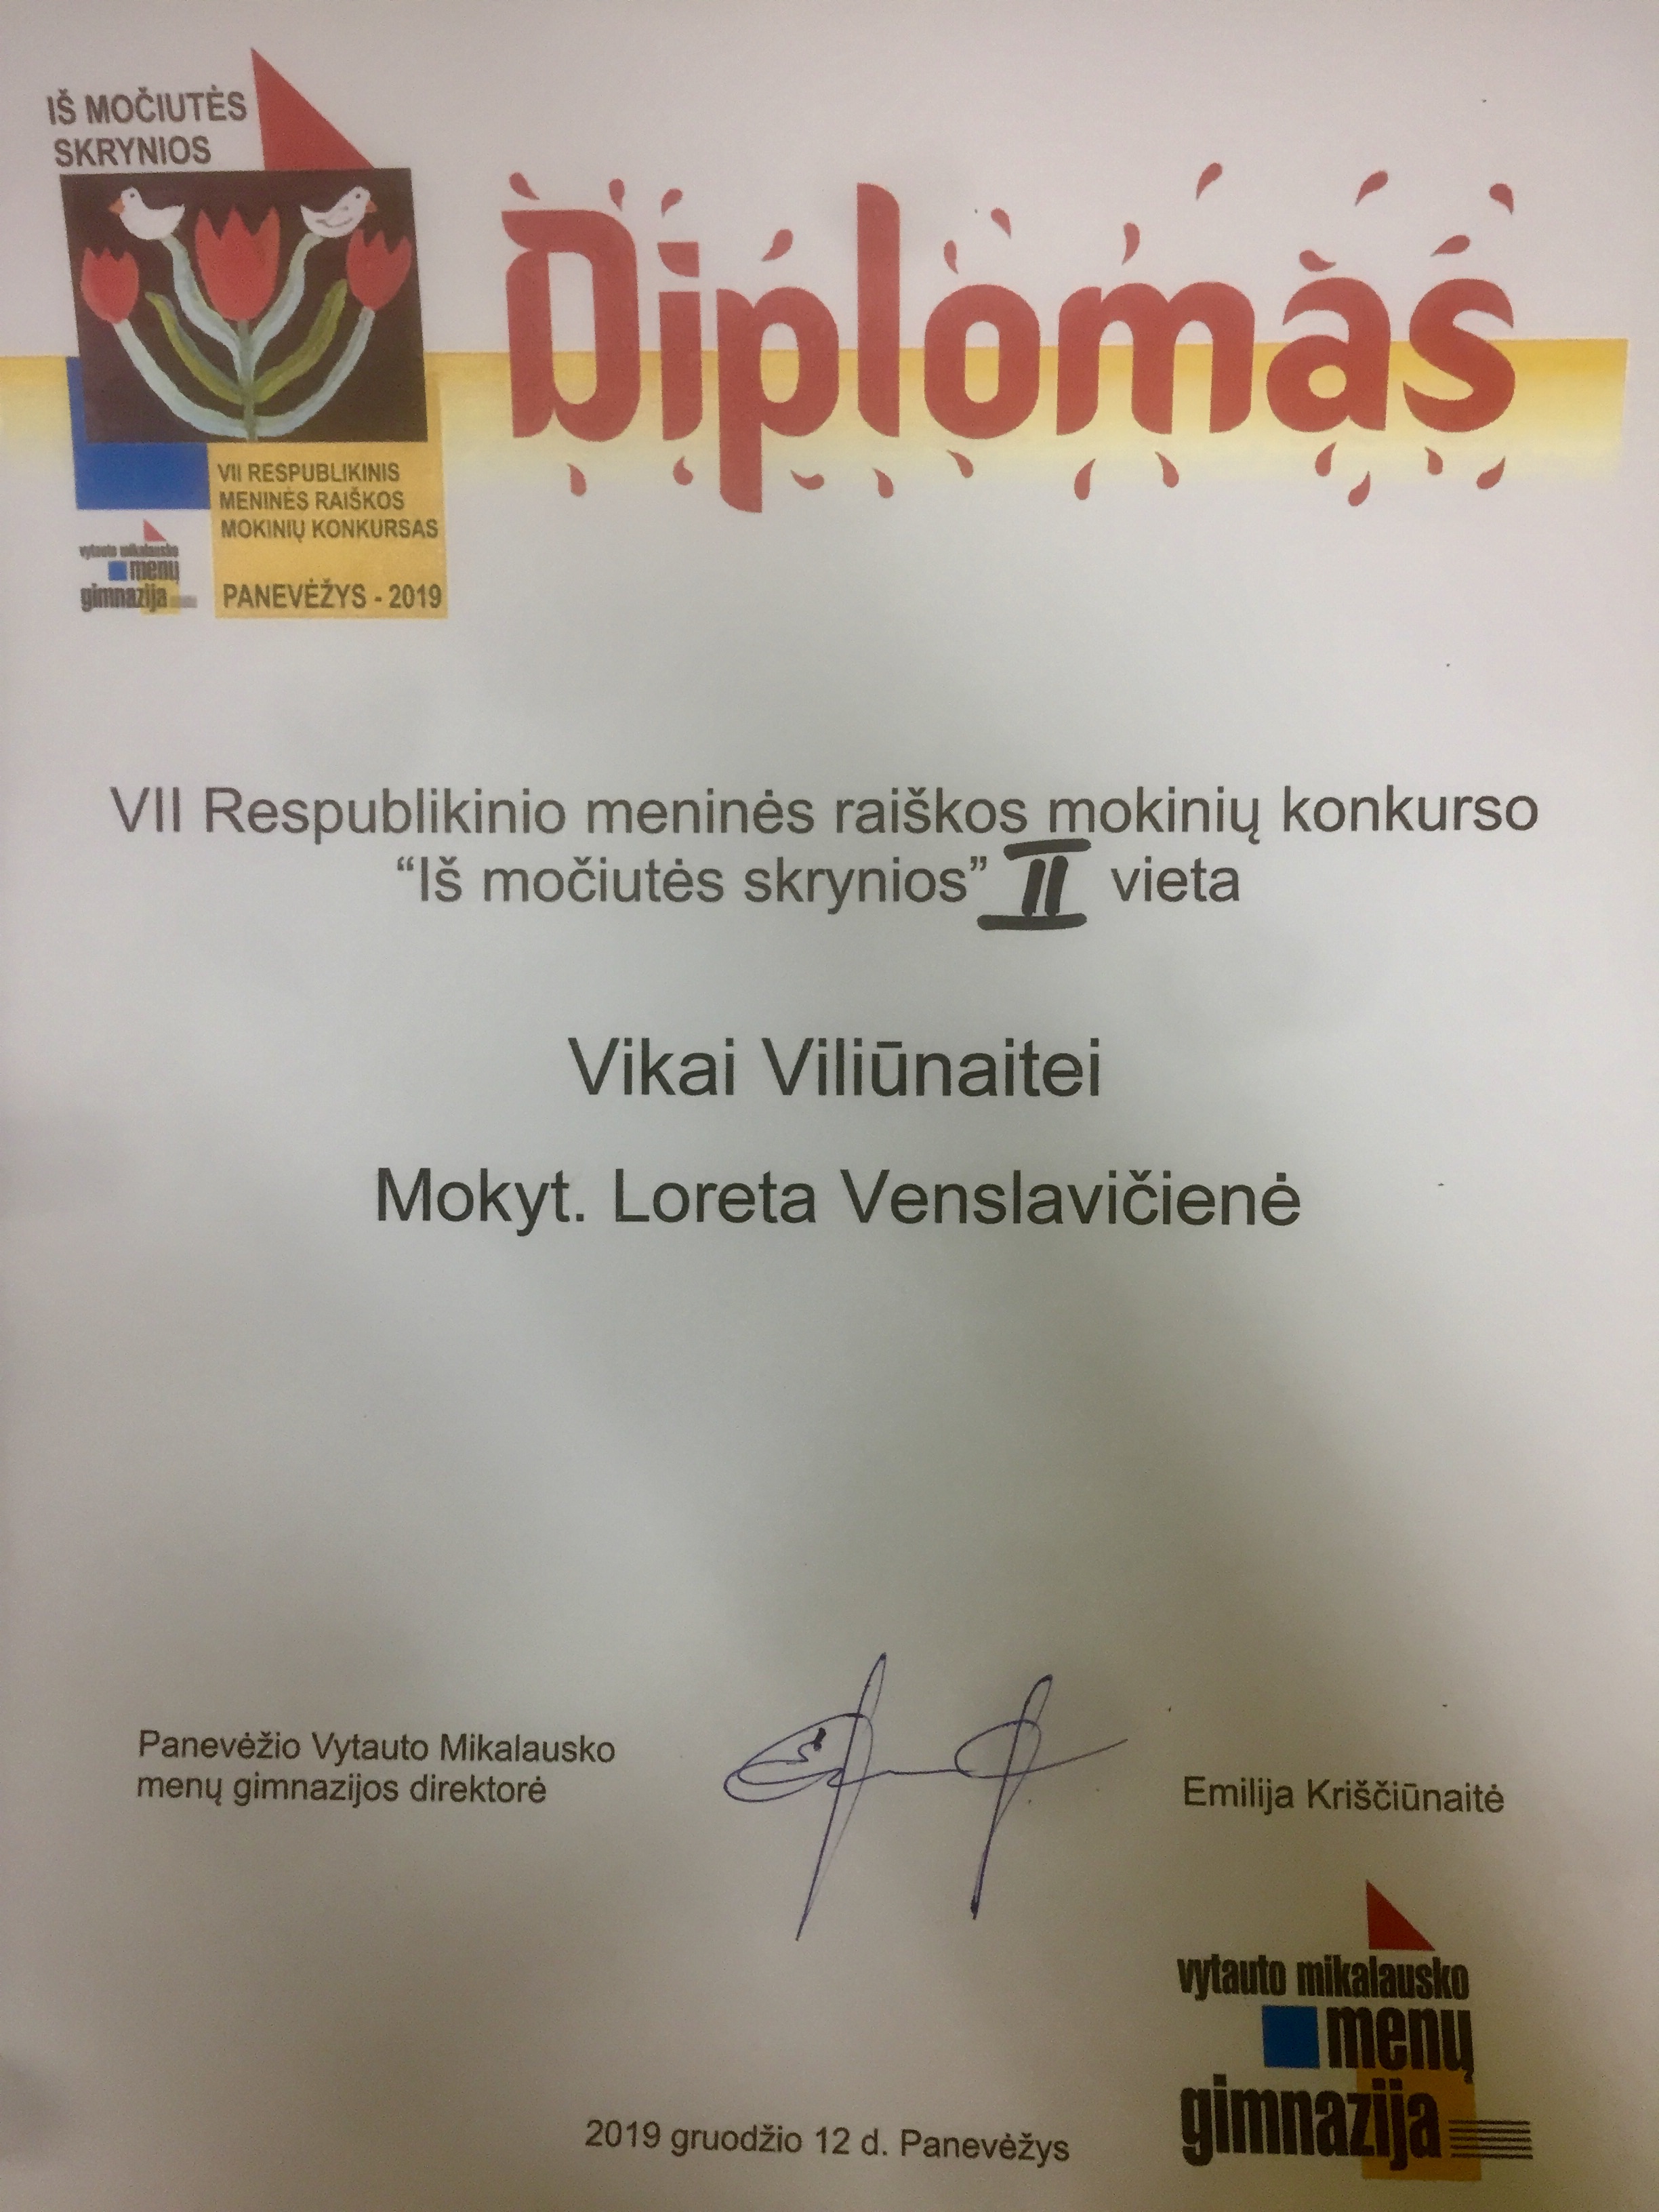 IŠ MOČIUTĖS
SKRYNIOS
Diplomas
VII RESPUBLIKINIS
MENINĖS RAIŠKOS
MOKINIŲ KONKURSAS
PANEVĖŽYS - 2019
vytauto mikalausko
menų
gimnazija
VII Respublikinio meninės raiškos mokinių konkurso
“Iš močiutės skrynios” II vieta
Vikai Viliūnaitei
Mokyt. Loreta Venslavičienė
Panevėžio Vytauto Mikalausko
menų gimnazijos direktorė
Emilija Kriščiūnaitė
vytauto mikalausko
menų
gimnazija
2019 gruodžio 12 d. Panevėžys